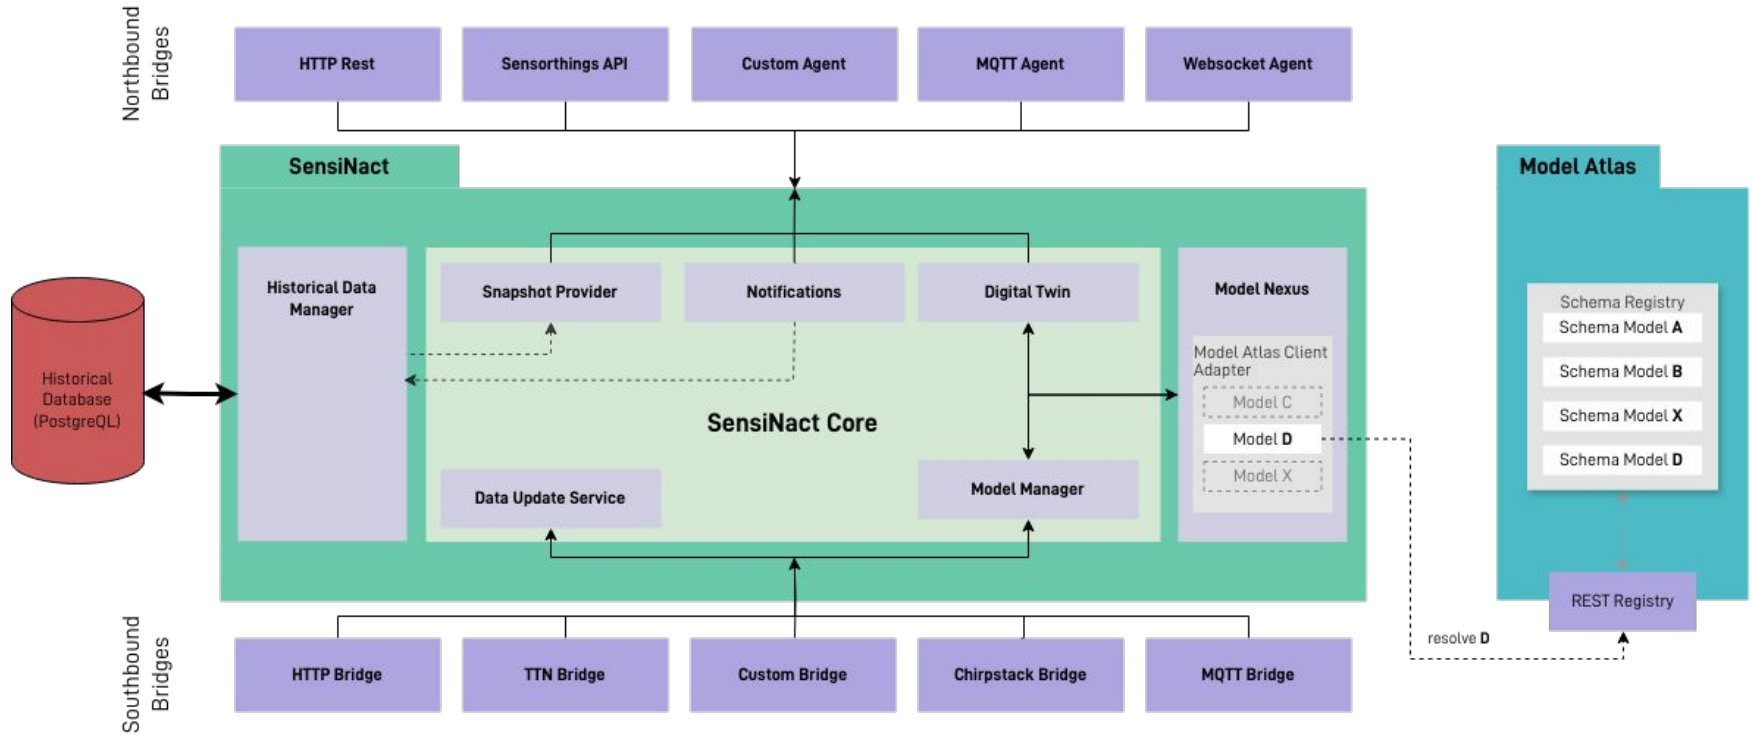 Northbound
Bridges
HTTP Rest
Sensorthings API
Custom Agent
MQTT Agent
Websocket Agent
SensiNact
Model Atlas
Historical Data
Manager
Snapshot Provider
Notifications
Digital Twin
Model Nexus
Model Atlas Client
Adapter
Model C
Model D
Model X
Schema Registry
Schema Model A
Schema Model B
Schema Model X
Schema Model D
Historical
Database
(PostgreQL)
SensiNact Core
Data Update Service
Model Manager
REST Registry
resolve D
Southbound
Bridges
HTTP Bridge
TTN Bridge
Custom Bridge
Chirpstack Bridge
MQTT Bridge